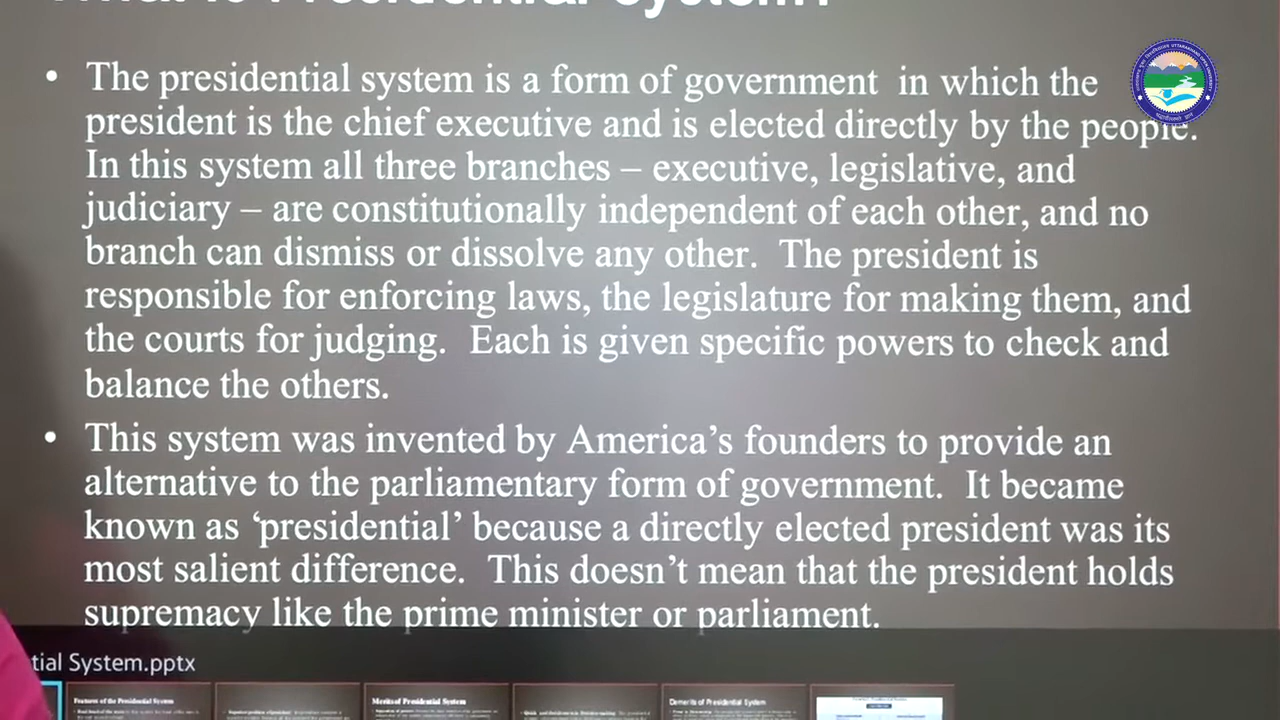 What is Presidential System?
• The presidential system is a form of government in which the
president is the chief executive and is elected directly by the people.
In this system all three branches – executive, legislative, and
judiciary – are constitutionally independent of each other, and no
branch can dismiss or dissolve any other. The president is
responsible for enforcing laws, the legislature for making them, and
the courts for judging. Each is given specific powers to check and
balance the others.
• This system was invented by America’s founders to provide an
alternative to the parliamentary form of government. It became
known as ‘presidential’ because a directly elected president was its
most salient difference. This doesn’t mean that the president holds
supremacy like the prime minister or parliament.
tial System.pptx
Features of the Presidential System
Merits of Presidential System
Demerits of Presidential System